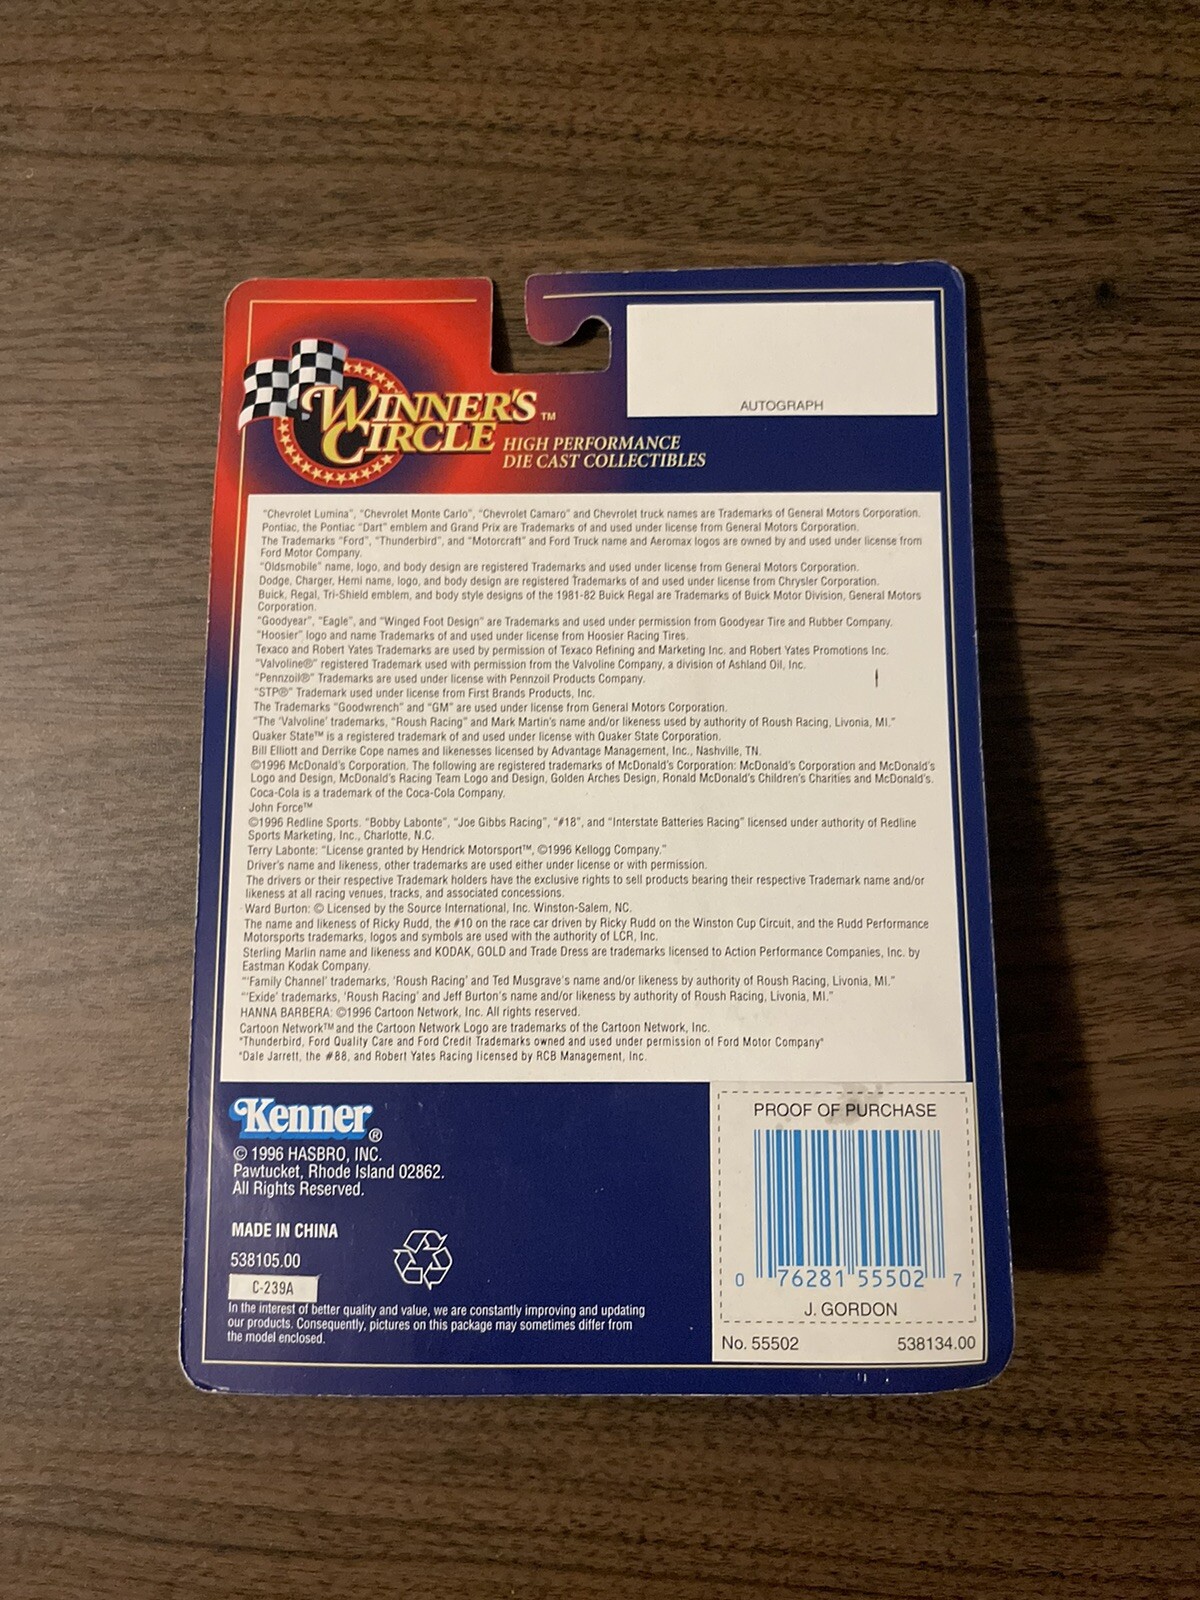 WINNER'S
CIRCLE™
HIGH PERFORMANCE
DIE CAST COLLECTIBLES
AUTOGRAPH
"Chevrolet Lumina", "Chevrolet Monte Carlo", "Chevrolet Camaro" and Chevrolet truck names are Trademarks of General Motors Corporation.
Pontiac, the Pontiac "Dart" emblem and Grand Prix are Trademarks of and used under license from General Motors Corporation.
The Trademarks "Ford", "Thunderbird", and "Motorcraft" and Ford Truck name and Aeromax logos are owned by and used under license from
Ford Motor Company.
"Oldsmobile" name, logo, and body design are registered Trademarks and used under license from General Motors Corporation.
Dodge, Charger, Hemi name, logo, and body design are registered Trademarks of and used under license from Chrysler Corporation.
Buick, Regal, Tri-Shield emblem, and body style designs of the 1981-82 Buick Regal are Trademarks of Buick Motor Division, General Motors
Corporation.
"Goodyear", "Eagle", and "Winged Foot Design" are Trademarks and used under permission from Goodyear Tire and Rubber Company.
"Hoosier" logo and name Trademarks of and used under license from Hoosier Racing Tires.
Texaco and Robert Yates Trademarks are used by permission of Texaco Refining and Marketing Inc. and Robert Yates Promotions Inc.
"Valvoline®" registered Trademark used with permission from the Valvoline Company, a division of Ashland Oil, Inc.
"Pennzoil®" Trademarks are used under license with Pennzoil Products Company.
"STP®" Trademark used under license from First Brands Products, Inc.
The Trademarks "Goodwrench" and "GM" are used under license from General Motors Corporation.
"The 'Valvoline' trademarks, "Roush Racing" and Mark Martin's name and/or likeness used by authority of Roush Racing, Livonia, MI."
Quaker State™ is a registered trademark of and used under license with Quaker State Corporation.
Bill Elliott and Derrike Cope names and likenesses licensed by Advantage Management, Inc., Nashville, TN.
©1996 McDonald's Corporation. The following are registered trademarks of McDonald's Corporation: McDonald's Corporation and McDonald's
Logo and Design, McDonald's Racing Team Logo and Design, Golden Arches Design, Ronald McDonald's Children's Charities and McDonald's.
Coca-Cola is a trademark of the Coca-Cola Company.
John Force™
©1996 Redline Sports. "Bobby Labonte", "Joe Gibbs Racing", "#18", and "Interstate Batteries Racing" licensed under authority of Redline
Sports Marketing, Inc., Charlotte, N.C.
Terry Labonte: "License granted by Hendrick Motorsport™, ©1996 Kellogg Company."
Driver's name and likeness, other trademarks are used either under license or with permission.
The drivers or their respective Trademark holders have the exclusive rights to sell products bearing their respective Trademark name and/or
likeness at all racing venues, tracks, and associated concessions.
Ward Burton: © Licensed by the Source International, Inc. Winston-Salem, NC.
The name and likeness of Ricky Rudd, the #10 on the race car driven by Ricky Rudd on the Winston Cup Circuit, and the Rudd Performance
Motorsports trademarks, logos and symbols are used with the authority of LCR, Inc.
Sterling Marlin name and likeness and KODAK, GOLD and Trade Dress are trademarks licensed to Action Performance Companies, Inc. by
Eastman Kodak Company.
"'Family Channel' trademarks, 'Roush Racing' and Ted Musgrave's name and/or likeness by authority of Roush Racing, Livonia, MI."
"'Exide' trademarks, 'Roush Racing' and Jeff Burton's name and/or likeness by authority of Roush Racing, Livonia, MI."
HANNA BARBERA: ©1996 Cartoon Network, Inc. All rights reserved.
Cartoon Network™ and the Cartoon Network Logo are trademarks of the Cartoon Network, Inc.
"Thunderbird, Ford Quality Care and Ford Credit Trademarks owned and used under permission of Ford Motor Company"
"Dale Jarrett, the #88, and Robert Yates Racing licensed by RCB Management, Inc.
Kenner®
© 1996 HASBRO, INC.
Pawtucket, Rhode Island 02862.
All Rights Reserved.
MADE IN CHINA
538105.00
C-239A
In the interest of better quality and value, we are constantly improving and updating
our products. Consequently, pictures on this package may sometimes differ from
the model enclosed.
PROOF OF PURCHASE
0 76281 55502 7
J. GORDON
No. 55502 538134.00